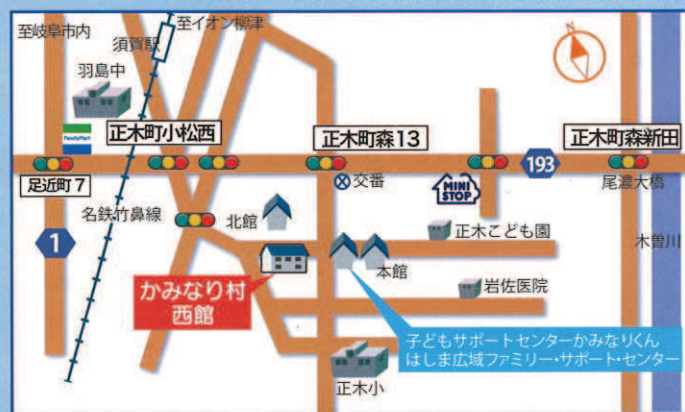 至岐阜市内
至イオン柳津
須賀駅
羽島中
FamilyMart
正木町小松西
正木町森13
正木町森新田
足近町7
交番
MINI
STOP
193
尾濃大橋
1
名鉄竹鼻線
北館
正木こども園
木曽川
本館
かみなり村
西館
岩佐医院
子どもサポートセンターかみなりくん
はしま広域ファミリー・サポート・センター
正木小